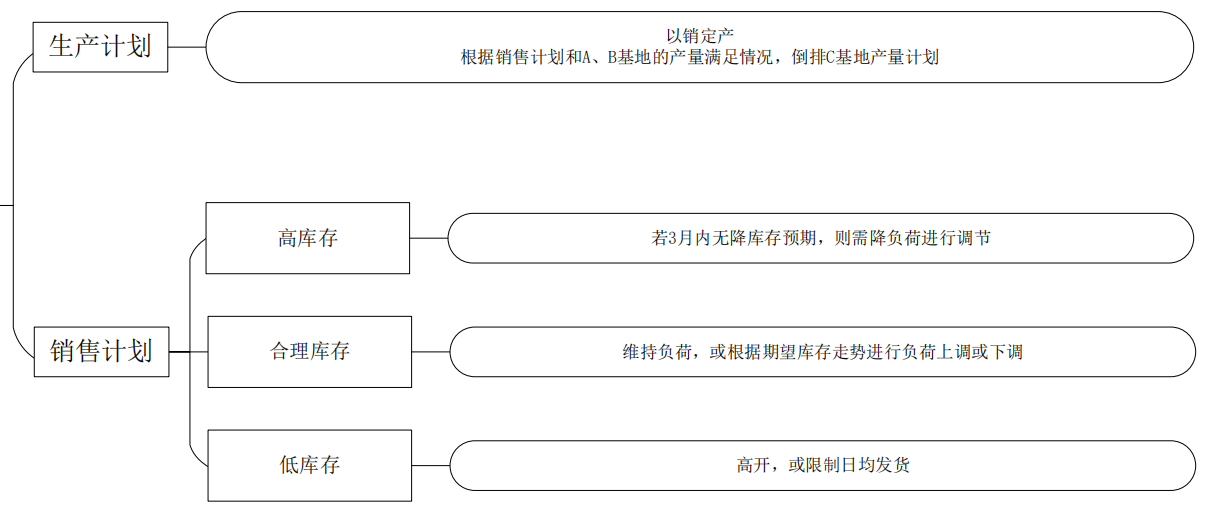 生产计划
以销定产
根据销售计划和A、B基地的产量满足情况，倒排C基地产量计划
高库存
若3月内无降库存预期，则需降负荷进行调节
销售计划
合理库存
维持负荷，或根据期望库存走势进行负荷上调或下调
低库存
高开，或限制日均发货